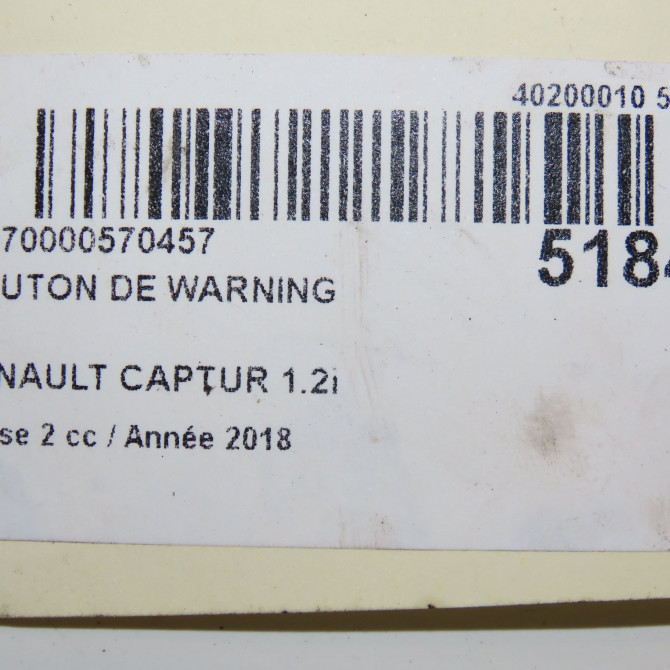 40200010 5
70000570457
5184
UTON DE WARNING
NAULT CAPTUR 1.2i
se 2 cc / Année 2018